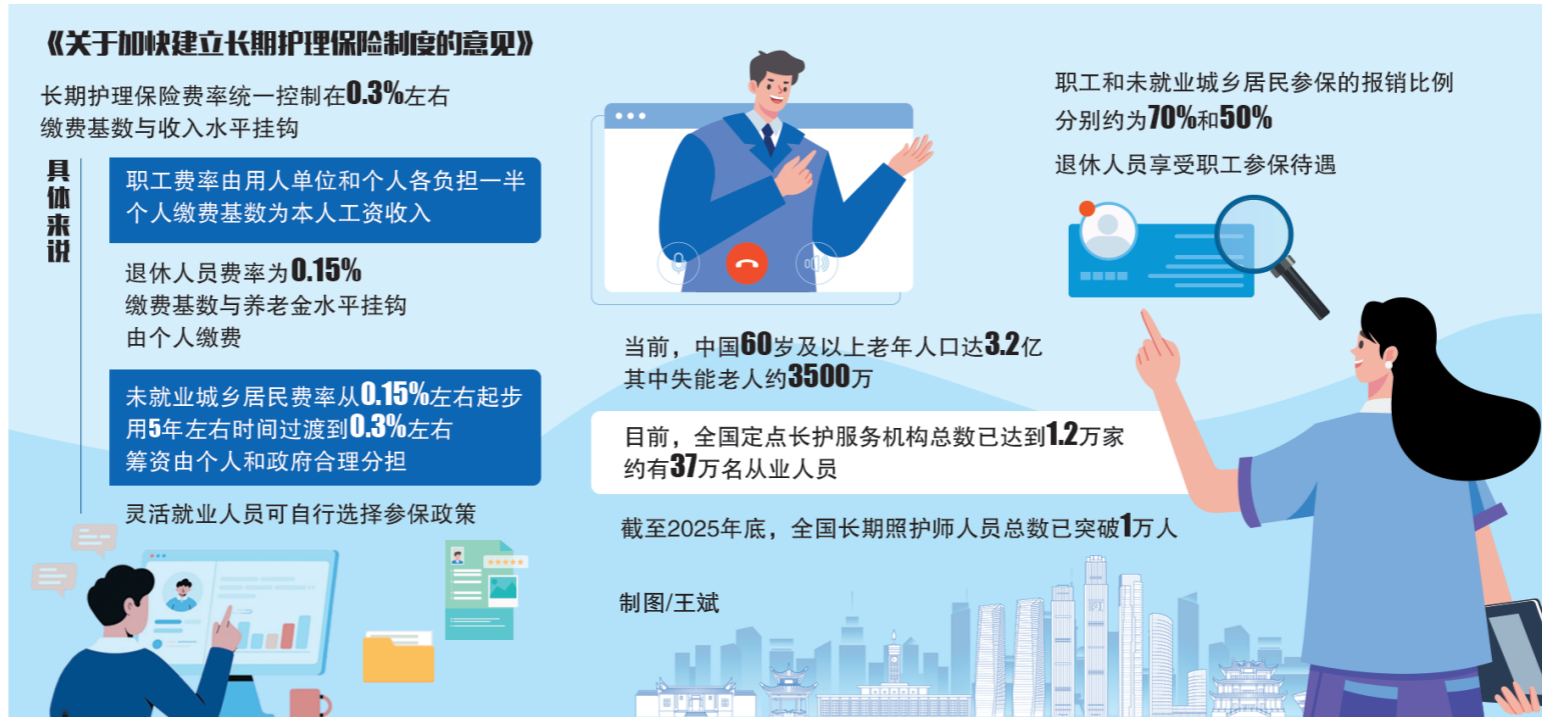 《关于加快建立长期护理保险制度的意见》
长期护理保险费率统一控制在0.3%左右
缴费基数与收入水平挂钩
具体来说
职工费率由用人单位和个人各负担一半
个人缴费基数为本人工资收入
退休人员费率为0.15%
缴费基数与养老金水平挂钩
由个人缴费
未就业城乡居民费率从0.15%左右起步
用5年左右时间过渡到0.3%左右
筹资由个人和政府合理分担
灵活就业人员可自行选择参保政策
当前，中国60岁及以上老年人口达3.2亿
其中失能老人约3500万
目前，全国定点长护服务机构总数已达到1.2万家
约有37万名从业人员
截至2025年底，全国长期照护师人员总数已突破1万人
制图/王斌
职工和未就业城乡居民参保的报销比例
分别约为70%和50%
退休人员享受职工参保待遇